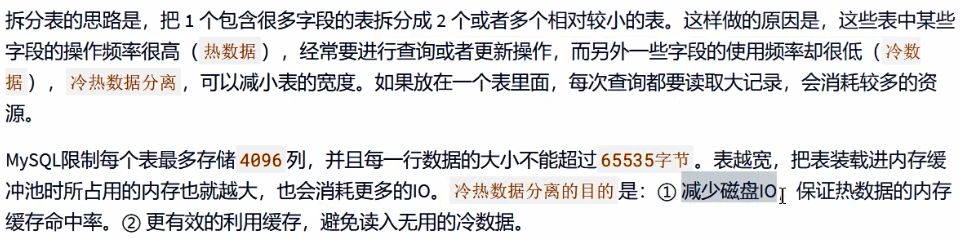 拆分表的思路是，把 1 个包含很多字段的表拆分成 2 个或者多个相对较小的表。这样做的原因是，这些表中某些
字段的操作频率很高（热数据），经常要进行查询或者更新操作，而另外一些字段的使用频率却很低（冷数
据），冷热数据分离，可以减小表的宽度。如果放在一个表里面，每次查询都要读取大记录，会消耗较多的资
源。
MySQL限制每个表最多存储 4096 列，并且每一行数据的大小不能超过 65535字节。表越宽，把表装载进内存缓
冲池时所占用的内存也就越大，也会消耗更多的IO。冷热数据分离的目的是：① 减少磁盘IO，保证热数据的内存
缓存命中率。② 更有效的利用缓存，避免读入无用的冷数据。